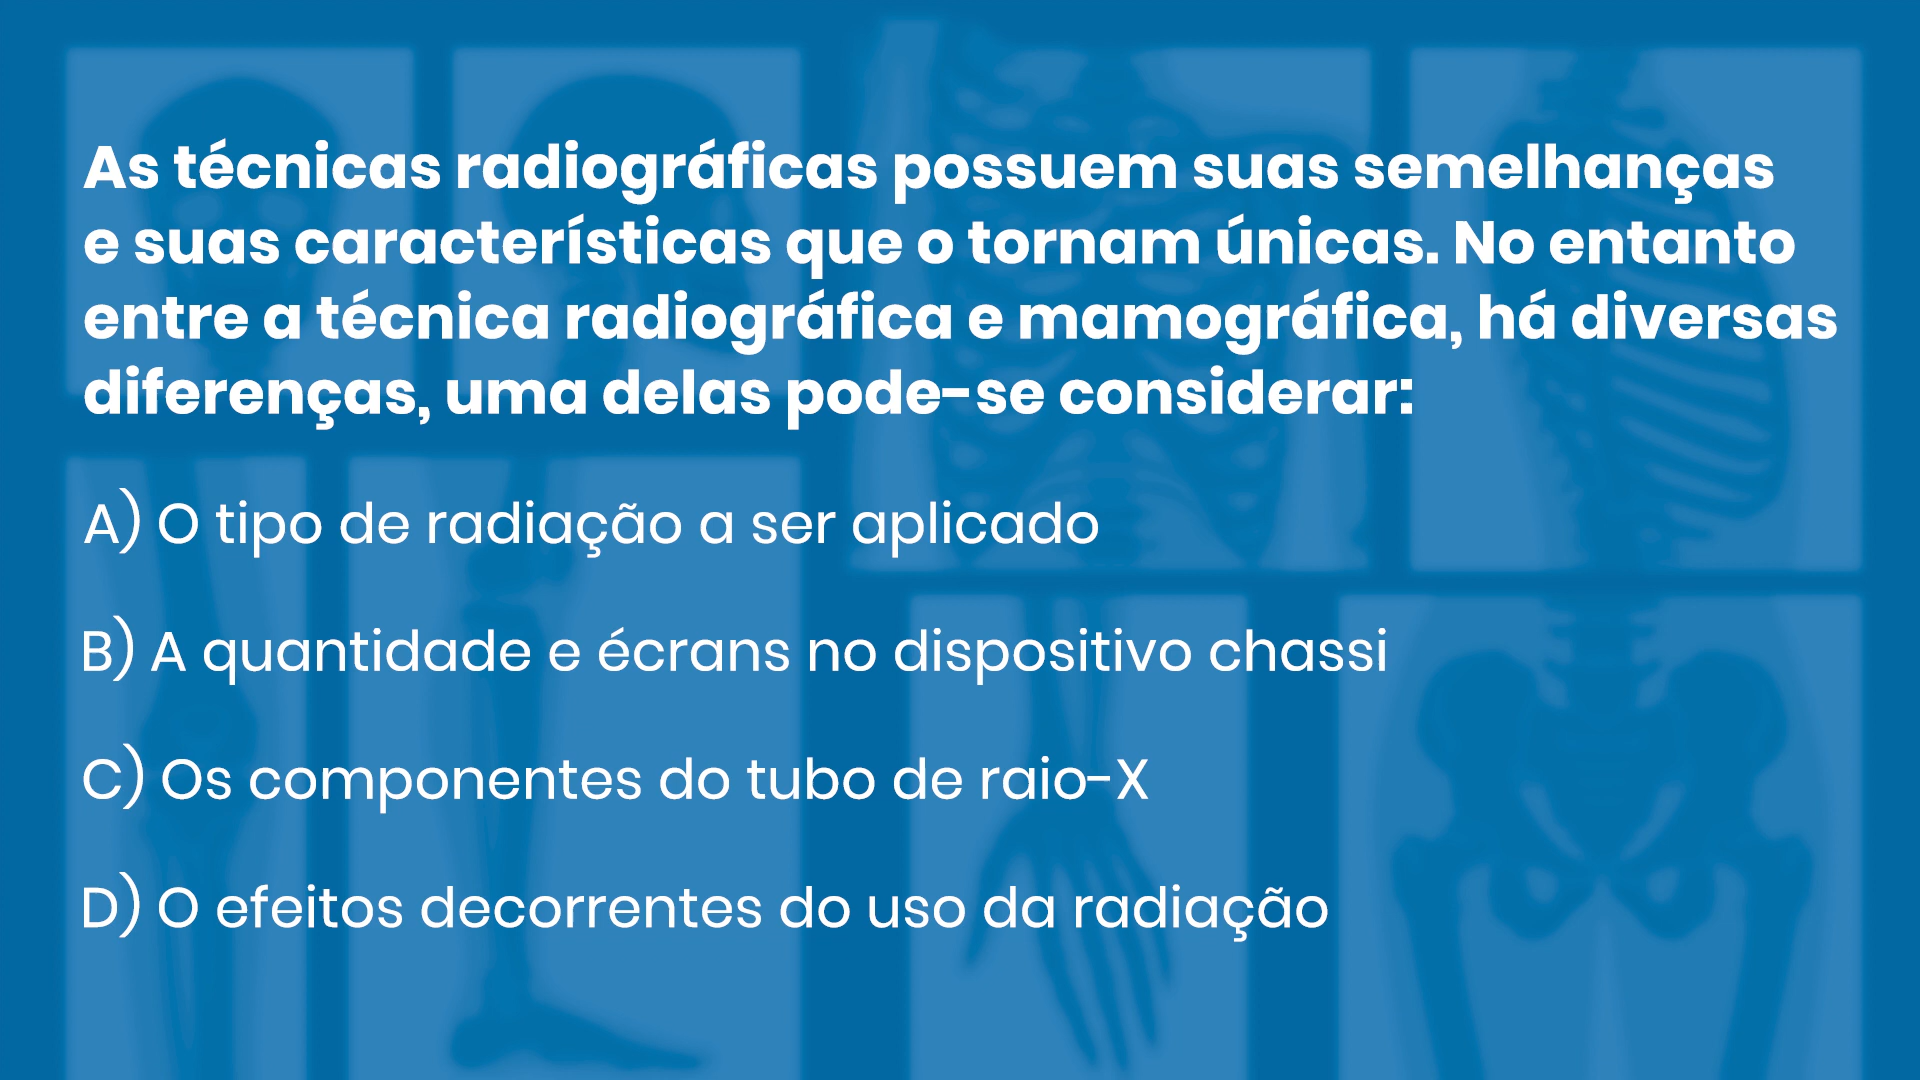 As técnicas radiográficas possuem suas semelhanças
e suas características que o tornam únicas. No entanto
entre a técnica radiográfica e mamográfica, há diversas
diferenças, uma delas pode-se considerar:
A) O tipo de radiação a ser aplicado
B) A quantidade e écrans no dispositivo chassi
C) Os componentes do tubo de raio-X
D) O efeitos decorrentes do uso da radiação